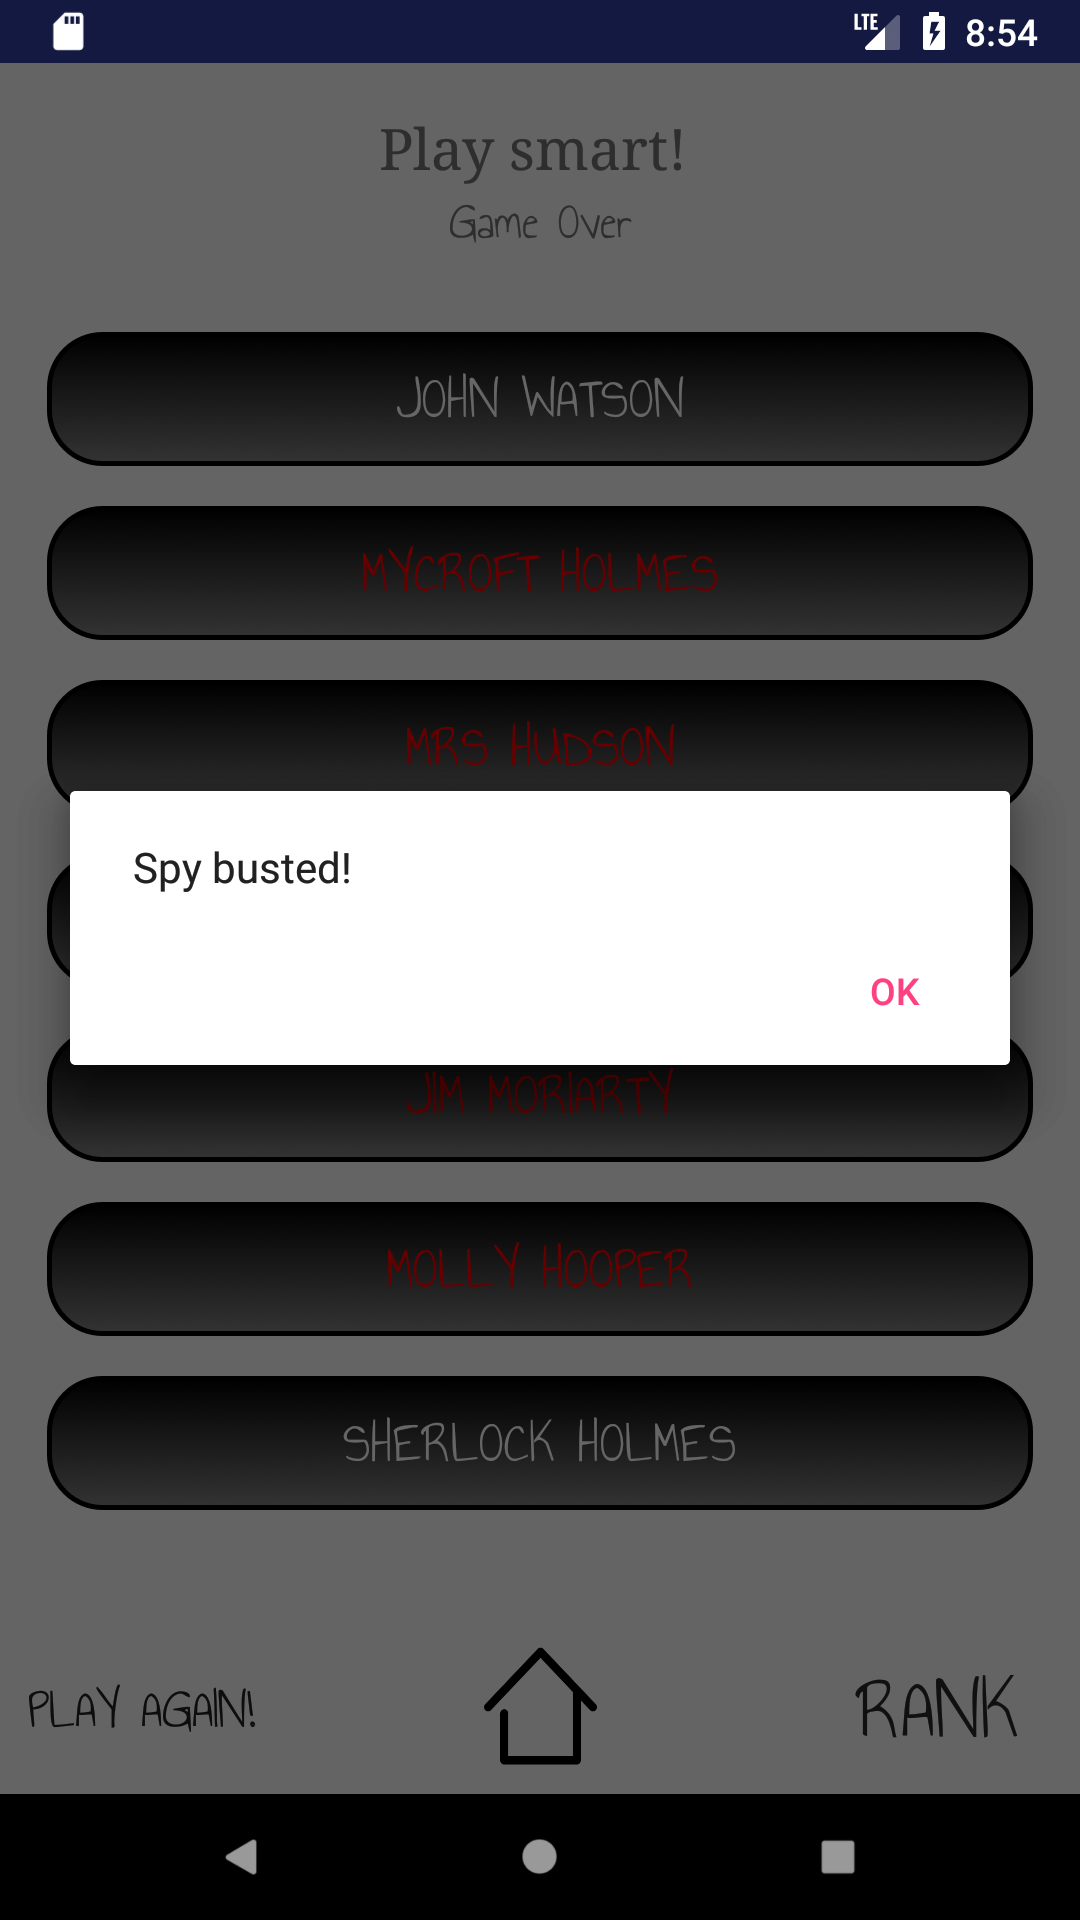 LTE 8:54
Play smart!
Game Over
JOHN WATSON
MYCROFT HOLMES
MRS HUDSON
Spy busted!
OK
JIM MORIARTY
MOLLY HOOPER
SHERLOCK HOLMES
PLAY AGAIN!
RANK